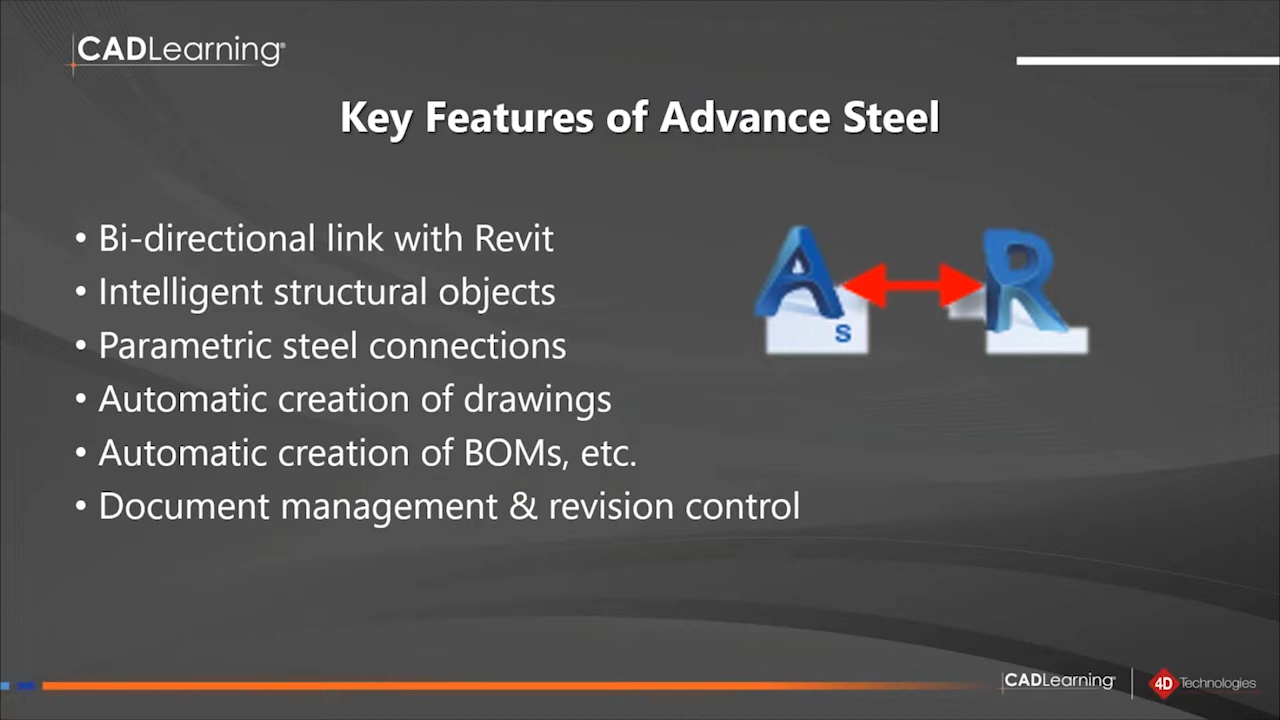 CADLearning®
Key Features of Advance Steel
• Bi-directional link with Revit
• Intelligent structural objects
• Parametric steel connections
• Automatic creation of drawings
• Automatic creation of BOMs, etc.
• Document management & revision control
A S R
CADLearning® 4D Technologies